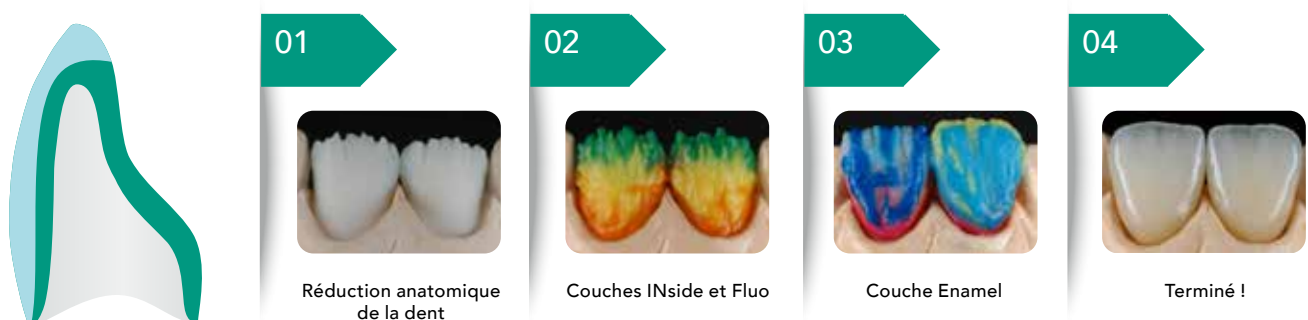 01
02
03
04
Réduction anatomique
de la dent
Couches INside et Fluo
Couche Enamel
Terminé !